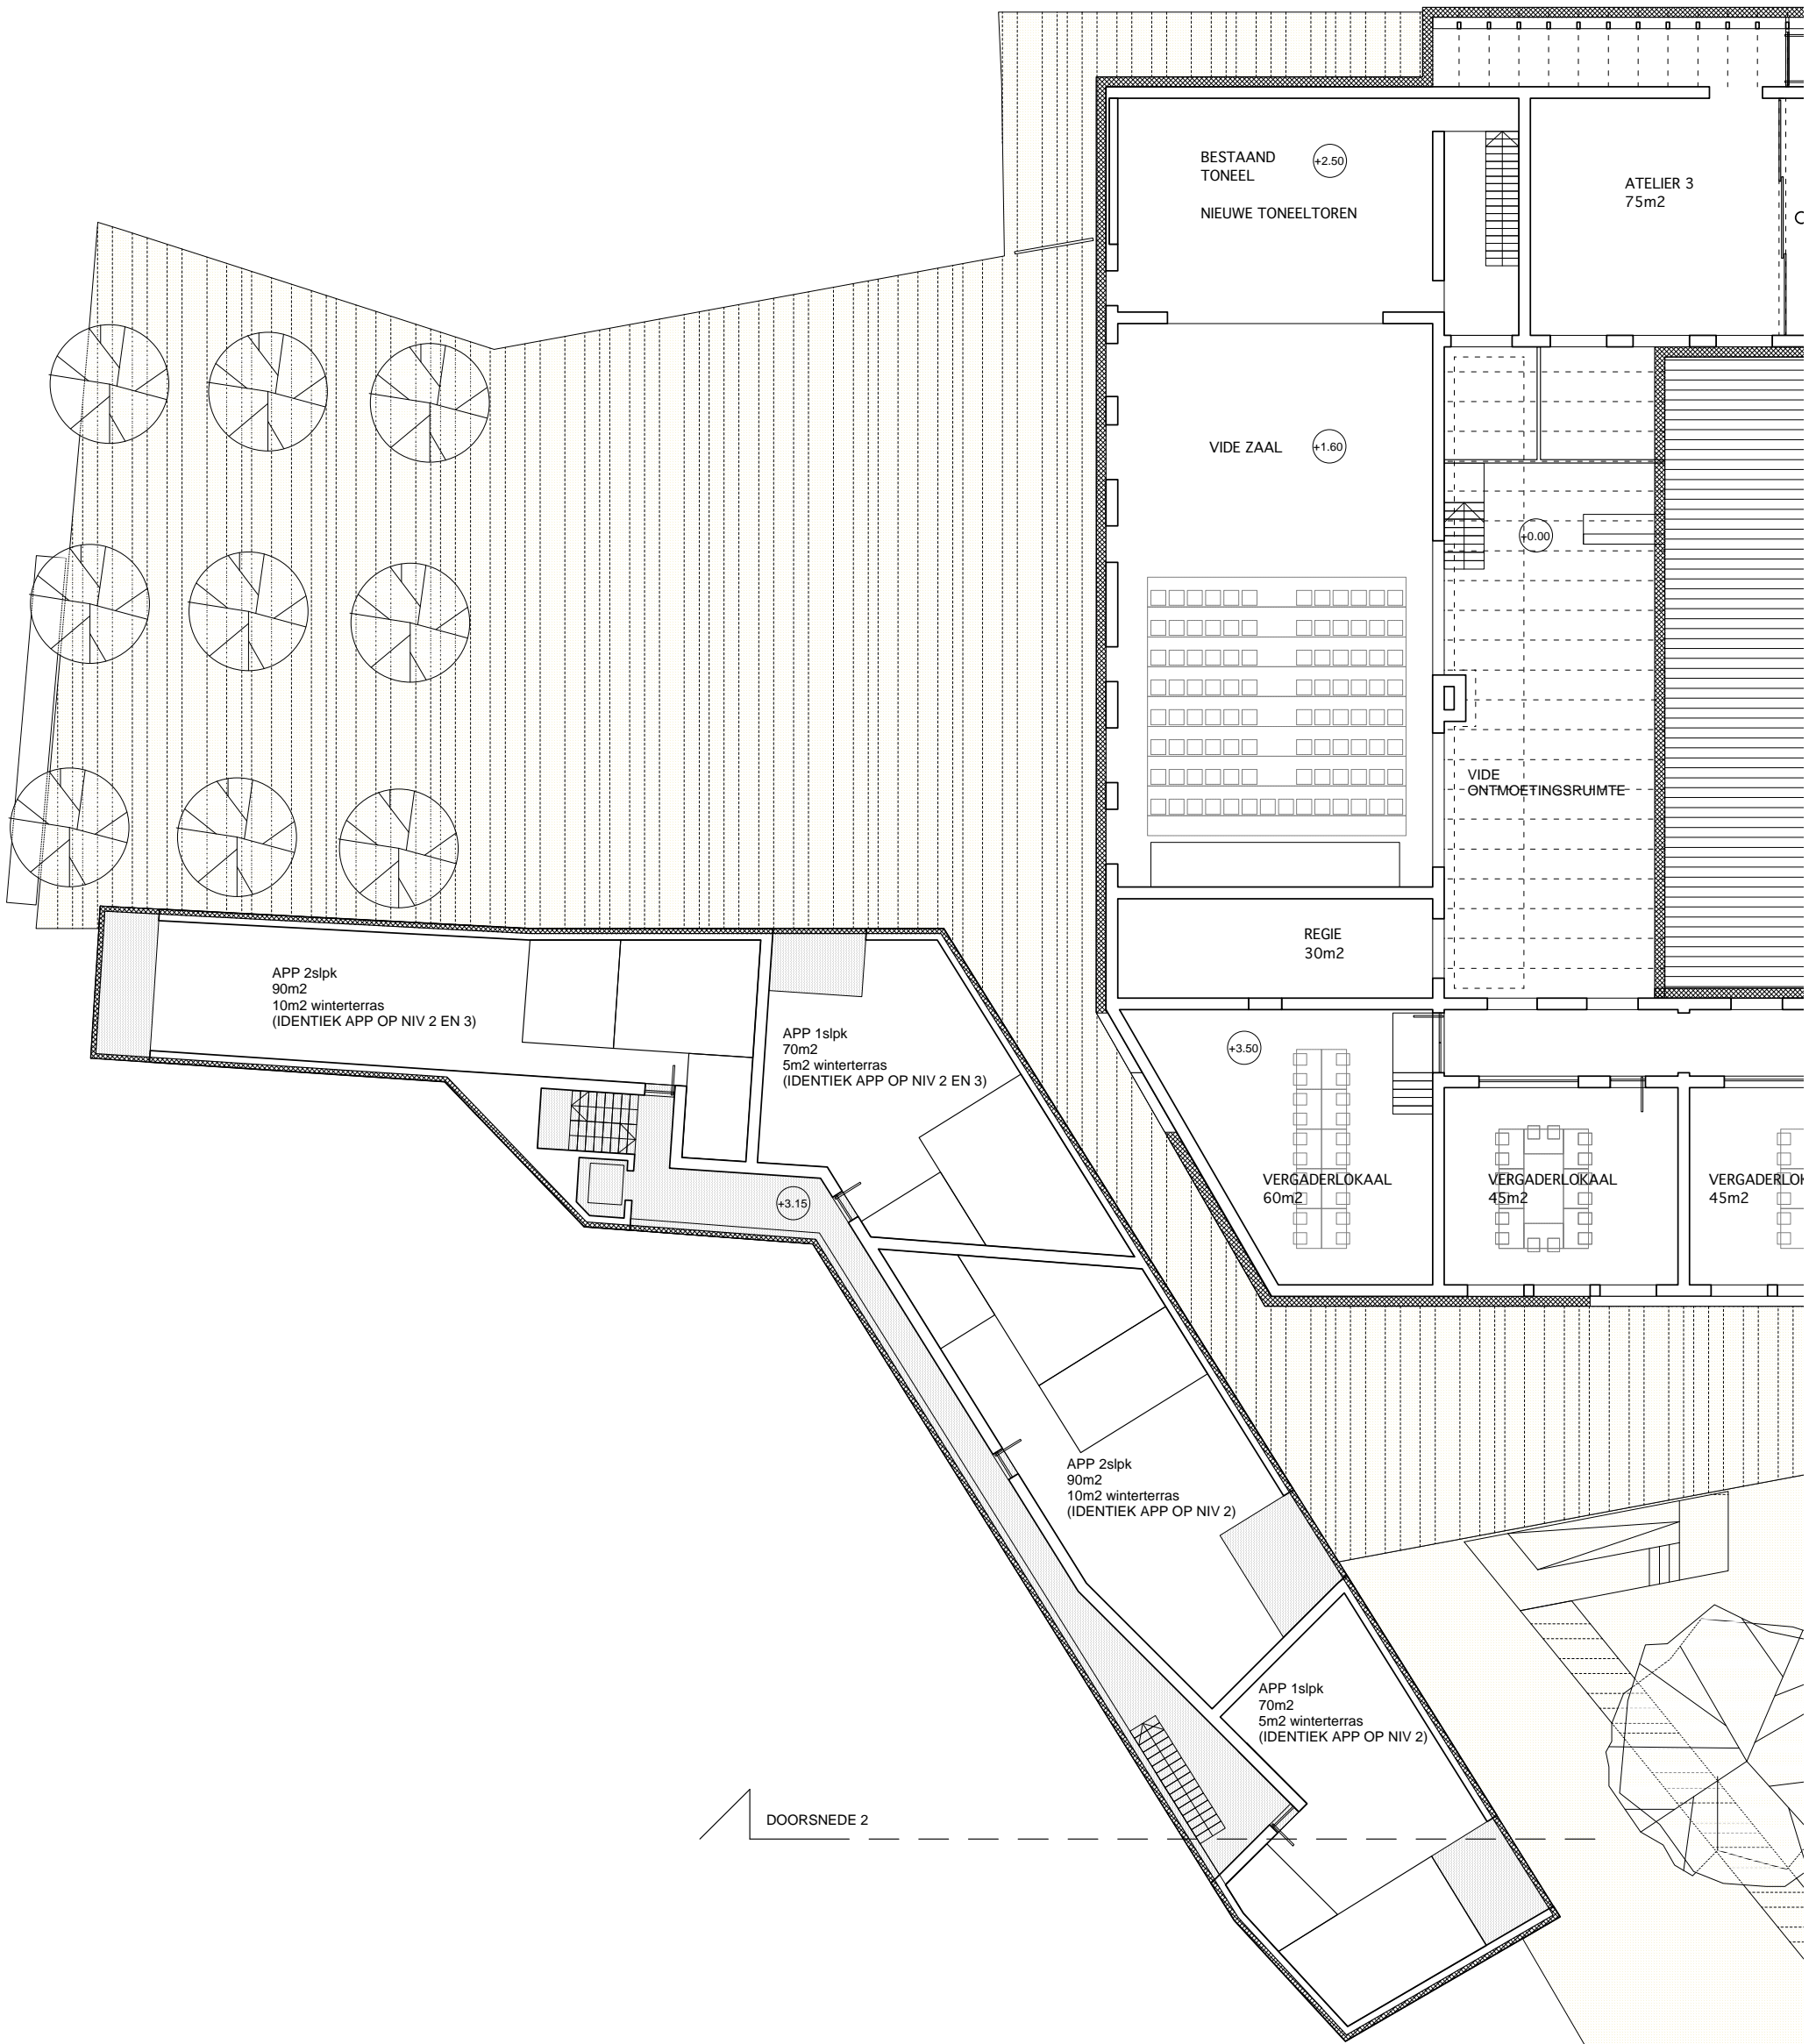 BESTAAND
TONEEL
+2.50
NIEUWE TONEELTOREN
ATELIER 3
75m2
VIDE ZAAL
+1.60
+0.00
VIDE
ONTMOETINGSRUIMTE
REGIE
30m2
APP 2slpk
90m2
10m2 winterterras
(IDENTIEK APP OP NIV 2 EN 3)
APP 1slpk
70m2
5m2 winterterras
(IDENTIEK APP OP NIV 2 EN 3)
+3.50
VERGADERLOKAAL
60m2
VERGADERLOKAAL
45m2
VERGADERLOK
45m2
+3.15
APP 2slpk
90m2
10m2 winterterras
(IDENTIEK APP OP NIV 2)
APP 1slpk
70m2
5m2 winterterras
(IDENTIEK APP OP NIV 2)
DOORSNEDE 2